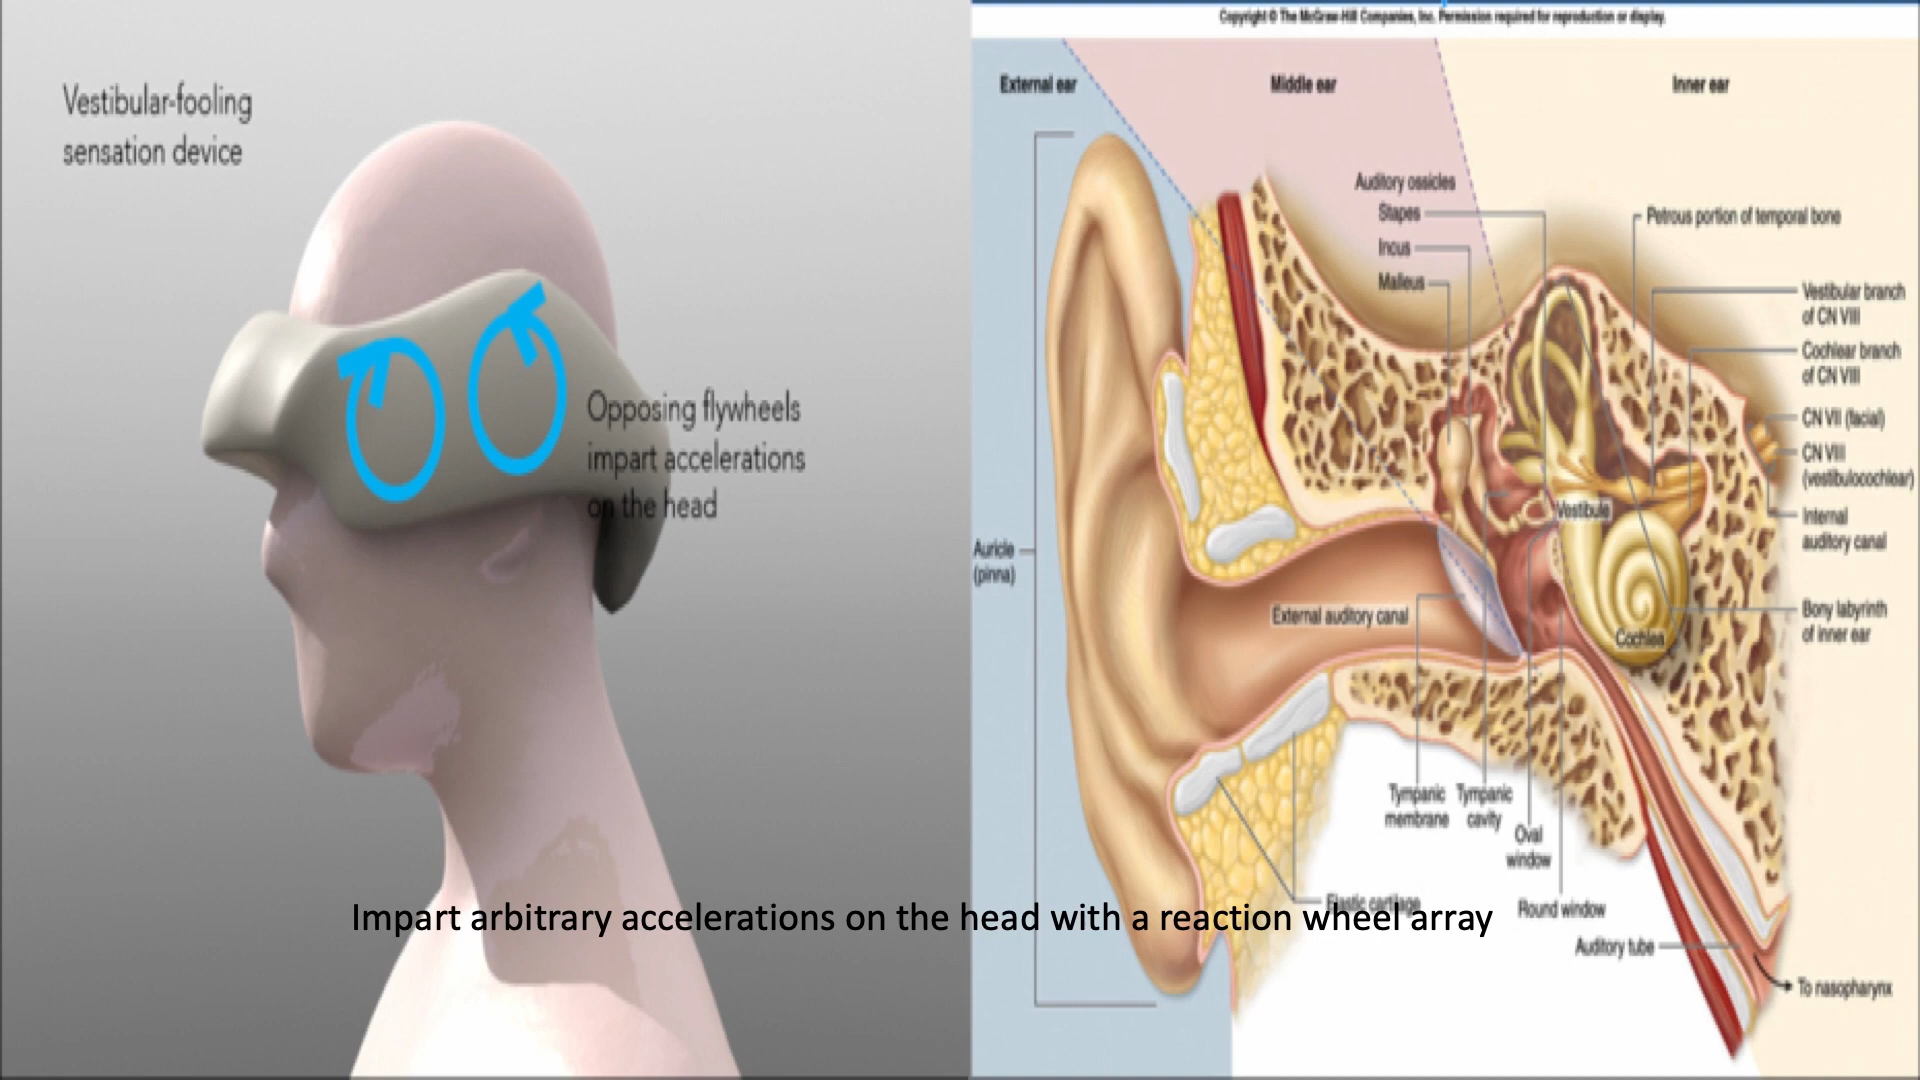 Vestibular-fooling
sensation device
Opposing flywheels
impart accelerations
on the head
Impart arbitrary accelerations on the head with a reaction wheel array
Copyright © The McGraw-Hill Companies, Inc. Permission required for reproduction or display.
External ear
Middle ear
Inner ear
Auditory ossicles
Stapes
Incus
Malleus
Petrous portion of temporal bone
Vestibular branch
of CN VIII
Cochlear branch
of CN VIII
CN VII (facial)
CN VIII
(vestibulocochlear)
Internal
auditory canal
Vestibule
Auricle
(pinna)
External auditory canal
Bony labyrinth
of inner ear
Cochlea
Tympanic
membrane
Tympanic
cavity
Oval
window
Elastic cartilage
Round window
Auditory tube
To nasopharynx